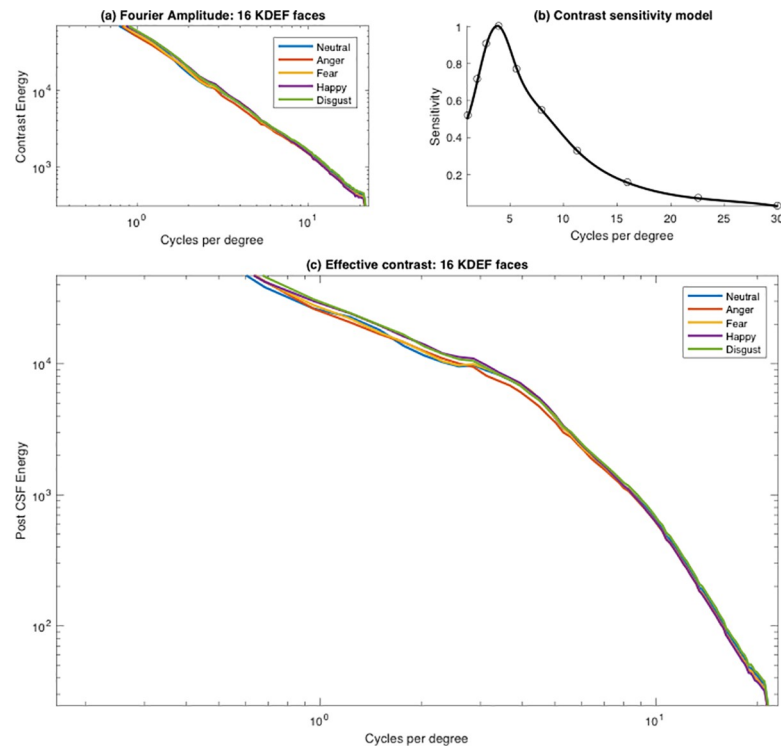 (a) Fourier Amplitude: 16 KDEF faces
Contrast Energy
10^4
10^3
10^0
10^1
Cycles per degree
Neutral
Anger
Fear
Happy
Disgust
(b) Contrast sensitivity model
Sensitivity
1
0.8
0.6
0.4
0.2
5
10
15
20
25
30
Cycles per degree
(c) Effective contrast: 16 KDEF faces
Post CSF Energy
10^4
10^3
10^2
10^0
10^1
Cycles per degree
Neutral
Anger
Fear
Happy
Disgust